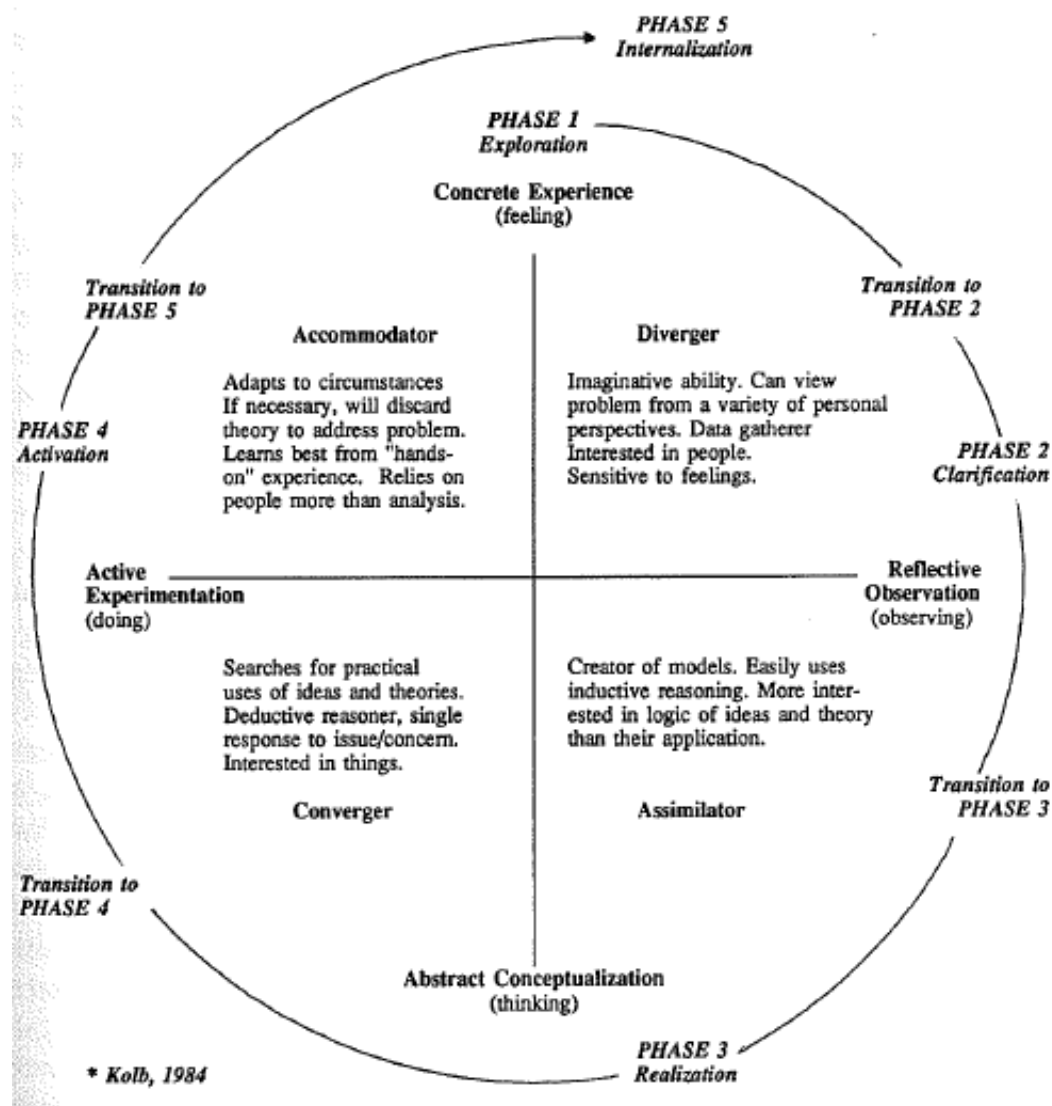 PHASE 5
Internalization
PHASE 1
Exploration
Concrete Experience
(feeling)
Transition to
PHASE 5
Transition to
PHASE 2
Accommodator
Adapts to circumstances
If necessary, will discard
theory to address problem.
Learns best from "hands-
on" experience. Relies on
people more than analysis.
Diverger
Imaginative ability. Can view
problem from a variety of personal
perspectives. Data gatherer
Interested in people.
Sensitive to feelings.
PHASE 4
Activation
PHASE 2
Clarification
Active
Experimentation
(doing)
Reflective
Observation
(observing)
Searches for practical
uses of ideas and theories.
Deductive reasoner, single
response to issue/concern.
Interested in things.
Converger
Creator of models. Easily uses
inductive reasoning. More inter-
ested in logic of ideas and theory
than their application.
Assimilator
Transition to
PHASE 3
Transition to
PHASE 4
Abstract Conceptualization
(thinking)
PHASE 3
Realization
* Kolb, 1984